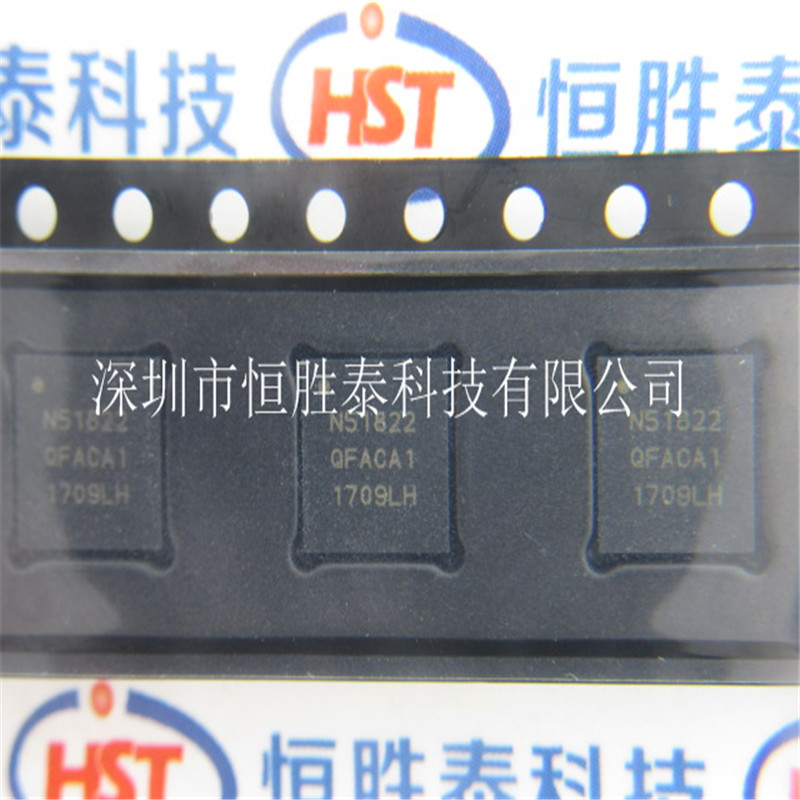 泰科技 HST 恒胜泰
深圳市恒胜泰科技有限公司
N51822
QFACA1
1709LH
N51822
QFACA1
1709LH
N51822
QFACA1
1709LH
HST 恒胜泰科技 HST